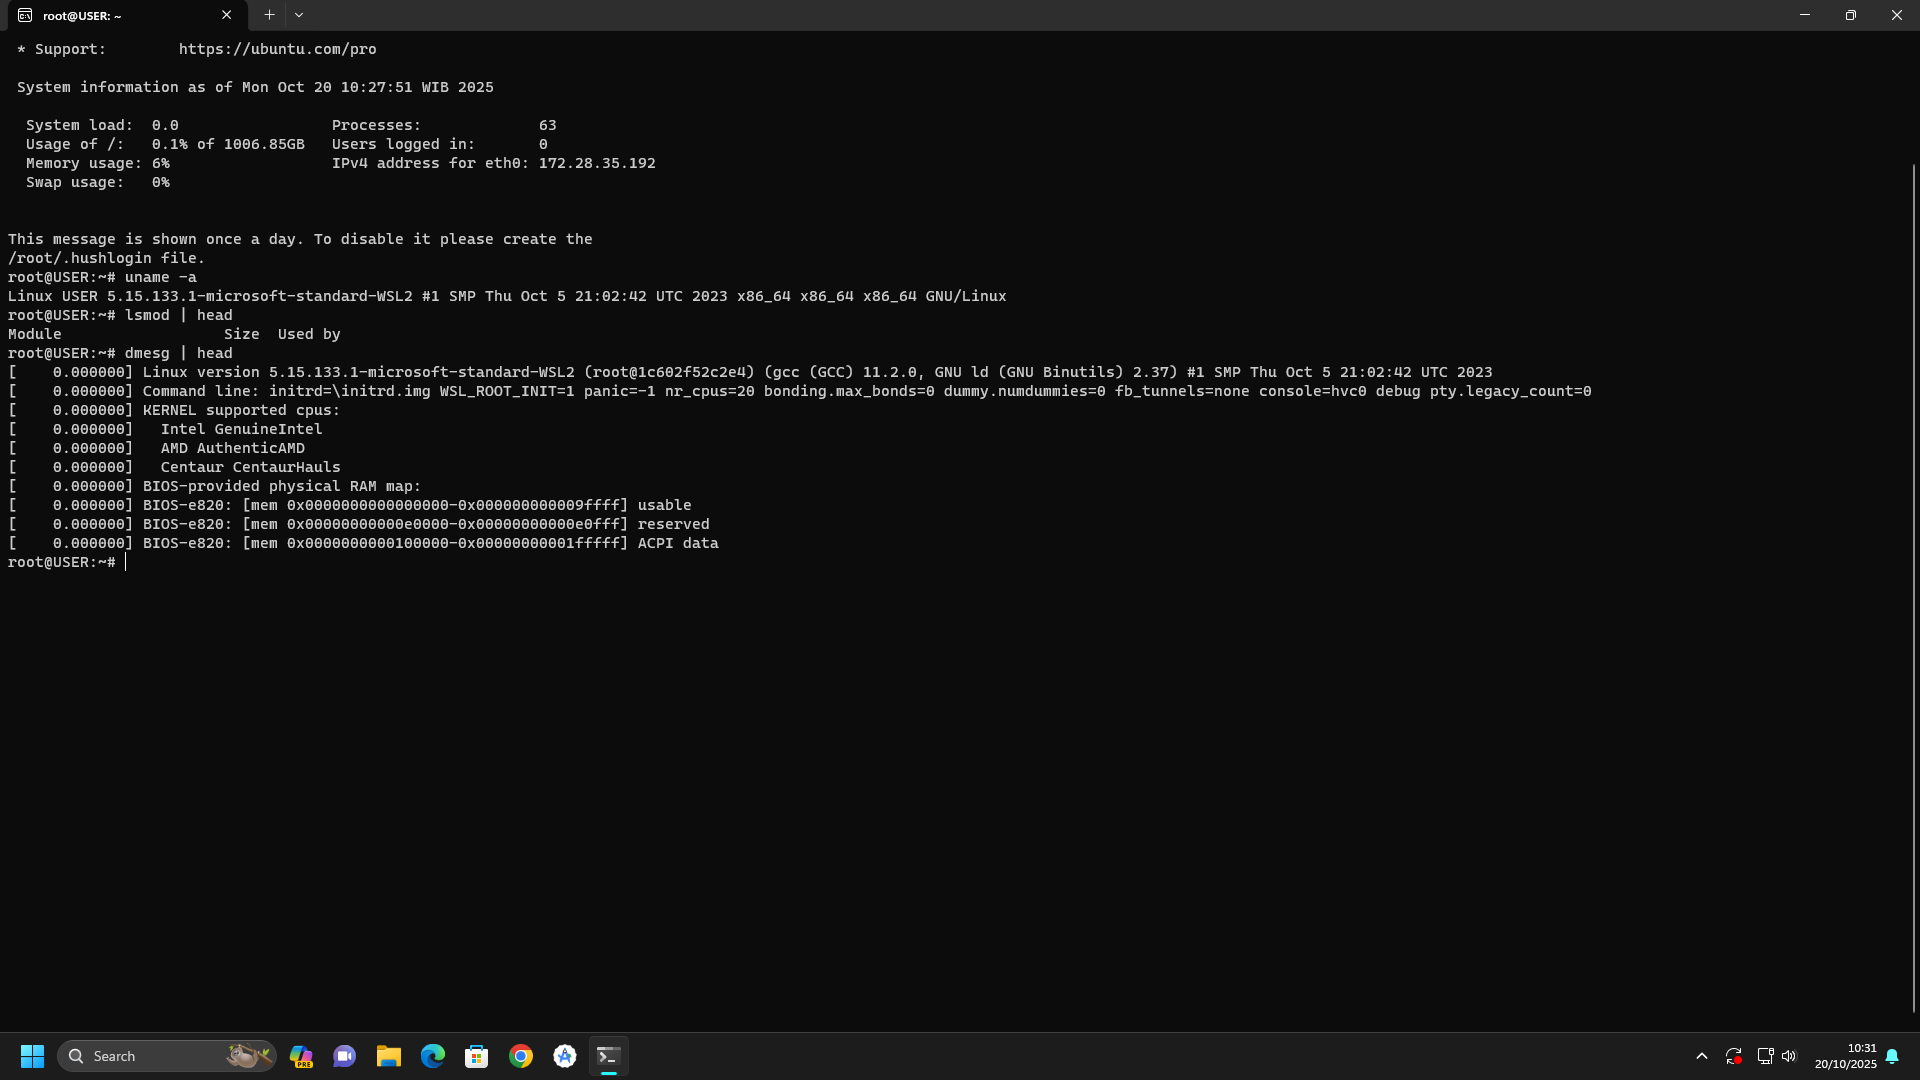 root@USER: ~
* Support:        https://ubuntu.com/pro
System information as of Mon Oct 20 10:27:51 WIB 2025
System load:  0.0                 Processes:             63
Usage of /:   0.1% of 1006.85GB   Users logged in:       0
Memory usage: 6%                  IPv4 address for eth0: 172.28.35.192
Swap usage:   0%
This message is shown once a day. To disable it please create the
/root/.hushlogin file.
root@USER:~# uname -a
Linux USER 5.15.133.1-microsoft-standard-WSL2 #1 SMP Thu Oct 5 21:02:42 UTC 2023 x86_64 x86_64 x86_64 GNU/Linux
root@USER:~# lsmod | head
Module                  Size  Used by
root@USER:~# dmesg | head
[    0.000000] Linux version 5.15.133.1-microsoft-standard-WSL2 (root@1c602f52c2e4) (gcc (GCC) 11.2.0, GNU ld (GNU Binutils) 2.37) #1 SMP Thu Oct 5 21:02:42 UTC 2023
[    0.000000] Command line: initrd=\initrd.img WSL_ROOT_INIT=1 panic=-1 nr_cpus=20 bonding.max_bonds=0 dummy.numdummies=0 fb_tunnels=none console=hvc0 debug pty.legacy_count=0
[    0.000000] KERNEL supported cpus:
[    0.000000]   Intel GenuineIntel
[    0.000000]   AMD AuthenticAMD
[    0.000000]   Centaur CentaurHauls
[    0.000000] BIOS-provided physical RAM map:
[    0.000000] BIOS-e820: [mem 0x0000000000000000-0x000000000009ffff] usable
[    0.000000] BIOS-e820: [mem 0x00000000000e0000-0x00000000000e0fff] reserved
[    0.000000] BIOS-e820: [mem 0x0000000000100000-0x00000000001fffff] ACPI data
root@USER:~#
Search
PRE
10:31
20/10/2025